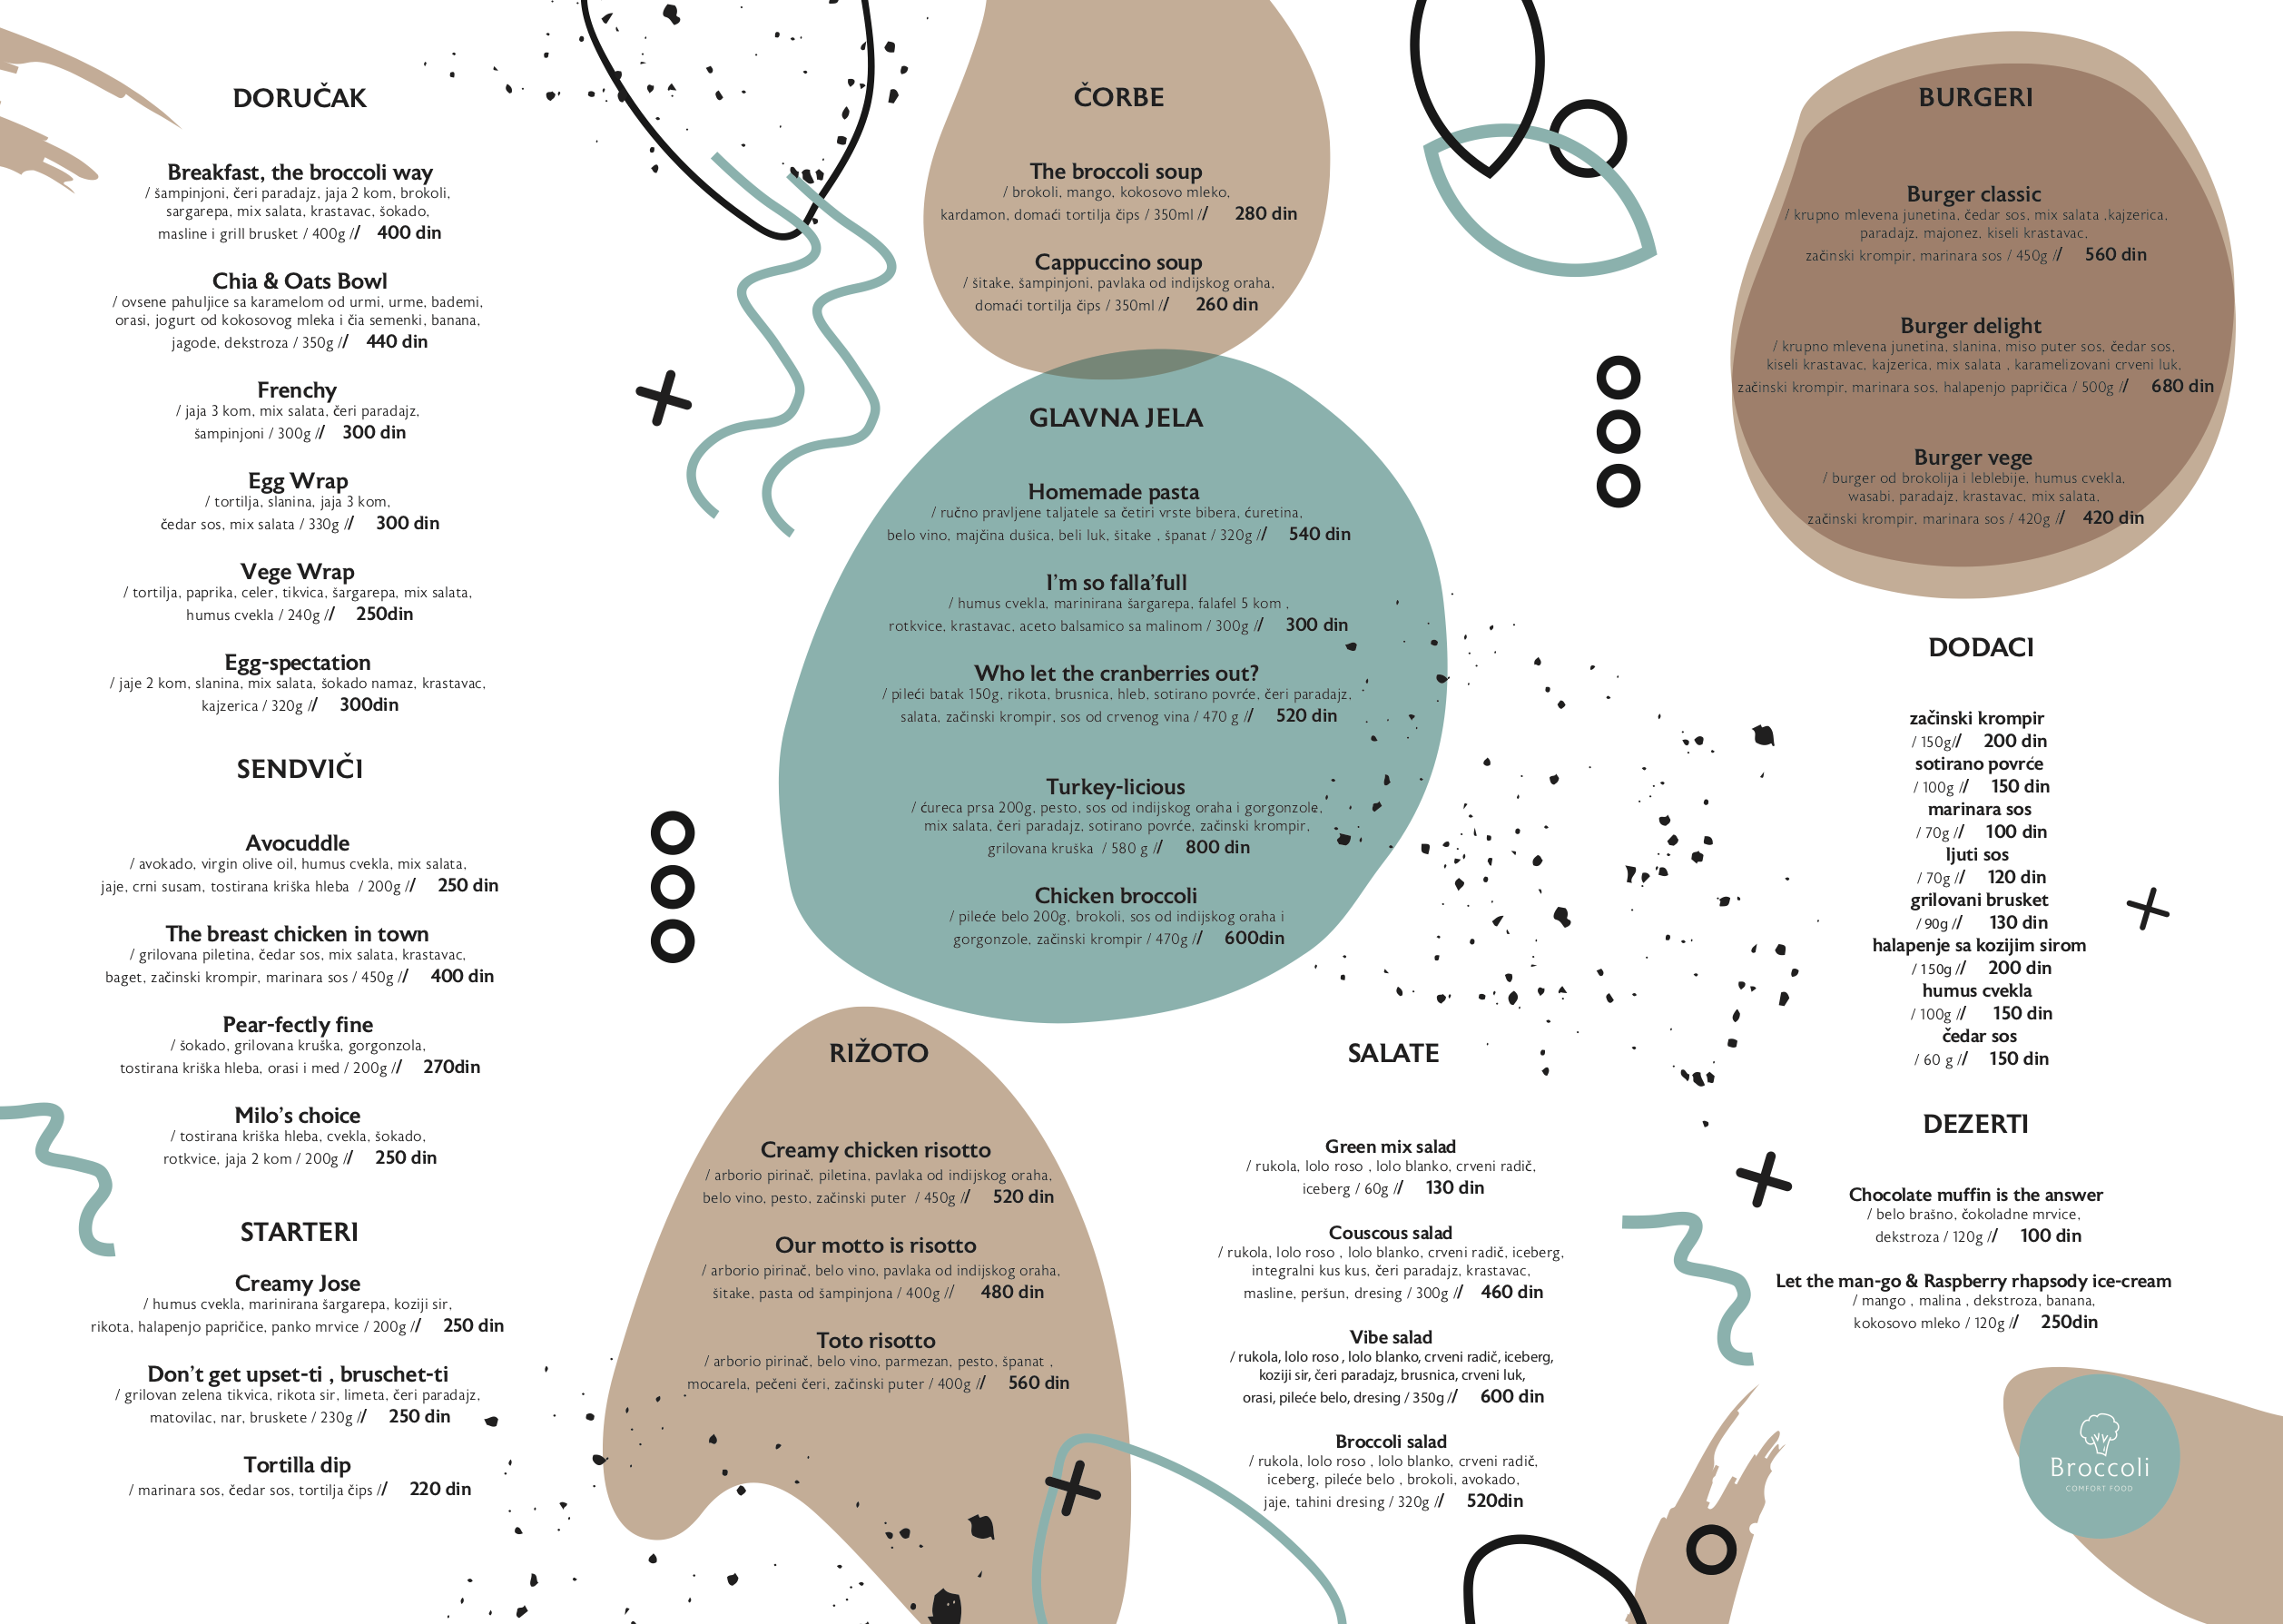 DORUČAK
Breakfast, the broccoli way
/ šampinjoni, čeri paradajz, jaja 2 kom, brokoli,
sargarepa, mix salata, krastavac, šokado,
masline i grill brusket / 400g // 400 din
Chia & Oats Bowl
/ ovsene pahuljice sa karamelom od urmi, urme, bademi,
orasi, jogurt od kokosovog mleka i čia semenki, banana,
jagode, dekstroza / 350g // 440 din
Frenchy
/ jaja 3 kom, mix salata, čeri paradajz,
šampinjoni / 300g // 300 din
Egg Wrap
/ tortilja, slanina, jaja 3 kom,
čedar sos, mix salata / 330g // 300 din
Vege Wrap
/ tortilja, paprika, celer, tikvica, šargarepa, mix salata,
humus cvekla / 240g // 250din
Egg-spectation
/ jaje 2 kom, slanina, mix salata, šokado namaz, krastavac,
kajzerica / 320g // 300din
SENDVIČI
Avocuddle
/ avokado, virgin olive oil, humus cvekla, mix salata,
jaje, crni susam, tostirana kriška hleba / 200g // 250 din
The breast chicken in town
/ grilovana piletina, čedar sos, mix salata, krastavac,
baget, začinski krompir, marinara sos / 450g // 400 din
Pear-fectly fine
/ šokado, grilovana kruška, gorgonzola,
tostirana kriška hleba, orasi i med / 200g // 270din
Milo's choice
/ tostirana kriška hleba, cvekla, šokado,
rotkvice, jaja 2 kom / 200g // 250 din
STARTERI
Creamy Jose
/ humus cvekla, marinirana šargarepa, koziji sir,
rikota, halapenjo papričice, panko mrvice / 200g // 250 din
Don't get upset-ti , bruschet-ti
/ grilovan zelena tikvica, rikota sir, limeta, čeri paradajz,
matovilac, nar, bruskete / 230g // 250 din
Tortilla dip
/ marinara sos, čedar sos, tortilja čips // 220 din
ČORBE
The broccoli soup
/ brokoli, mango, kokosovo mleko,
kardamon, domaći tortilja čips / 350ml // 280 din
Cappuccino soup
/ šitake, šampinjoni, pavlaka od indijskog oraha,
domaći tortilja čips / 350ml // 260 din
GLAVNA JELA
Homemade pasta
/ ručno pravljene taljatele sa četiri vrste bibera, ćuretina,
belo vino, majčina dušica, beli luk, šitake , španat / 320g // 540 din
I'm so falla'full
/ humus cvekla, marinirana šargarepa, falafel 5 kom ,
rotkvice, krastavac, aceto balsamico sa malinom / 300g // 300 din
Who let the cranberries out?
/ pileći batak 150g, rikota, brusnica, hleb, sotirano povrće, čeri paradajz,
salata, začinski krompir, sos od crvenog vina / 470 g // 520 din
Turkey-licious
/ ćureca prsa 200g, pesto, sos od indijskog oraha i gorgonzole,
mix salata, čeri paradajz, sotirano povrće, začinski krompir,
grilovana kruška / 580 g // 800 din
Chicken broccoli
/ pileće belo 200g, brokoli, sos od indijskog oraha i
gorgonzole, začinski krompir / 470g // 600din
RIŽOTO
Creamy chicken risotto
/ arborio pirinač, piletina, pavlaka od indijskog oraha,
belo vino, pesto, začinski puter / 450g // 520 din
Our motto is risotto
/ arborio pirinač, belo vino, pavlaka od indijskog oraha,
šitake, pasta od šampinjona / 400g // 480 din
Toto risotto
/ arborio pirinač, belo vino, parmezan, pesto, španat ,
mocarela, pečeni čeri, začinski puter / 400g // 560 din
SALATE
Green mix salad
/ rukola, lolo roso , lolo blanko, crveni radič,
iceberg / 60g // 130 din
Couscous salad
/ rukola, lolo roso , lolo blanko, crveni radič, iceberg,
integralni kus kus, čeri paradajz, krastavac,
masline, peršun, dresing / 300g // 460 din
Vibe salad
/ rukola, lolo roso , lolo blanko, crveni radič, iceberg,
koziji sir, čeri paradajz, brusnica, crveni luk,
orasi, pileće belo, dresing / 350g // 600 din
Broccoli salad
/ rukola, lolo roso , lolo blanko, crveni radič,
iceberg, pileće belo , brokoli, avokado,
jaje, tahini dresing / 320g // 520din
BURGERI
Burger classic
/ krupno mlevena junetina, čedar sos, mix salata ,kajzerica,
paradajz, majonez, kiseli krastavac,
začinski krompir, marinara sos / 450g // 560 din
Burger delight
/ krupno mlevena junetina, slanina, miso puter sos, čedar sos,
kiseli krastavac, kajzerica, mix salata , karamelizovani crveni luk,
začinski krompir, marinara sos, halapenjo papričica / 500g // 680 din
Burger vege
/ burger od brokolija i leblebije, humus cvekla,
wasabi, paradajz, krastavac, mix salata,
začinski krompir, marinara sos / 420g // 420 din
DODACI
začinski krompir
/ 150g// 200 din
sotirano povrće
/ 100g // 150 din
marinara sos
/ 70g // 100 din
ljuti sos
/ 70g // 120 din
grilovani brusket
/ 90g // 130 din
halapenje sa kozijim sirom
/ 150g // 200 din
humus cvekla
/ 100g // 150 din
čedar sos
/ 60 g // 150 din
DEZERTI
Chocolate muffin is the answer
/ belo brašno, čokoladne mrvice,
dekstroza / 120g // 100 din
Let the man-go & Raspberry rhapsody ice-cream
/ mango , malina , dekstroza, banana,
kokosovo mleko / 120g // 250din
Broccoli
COMFORT FOOD